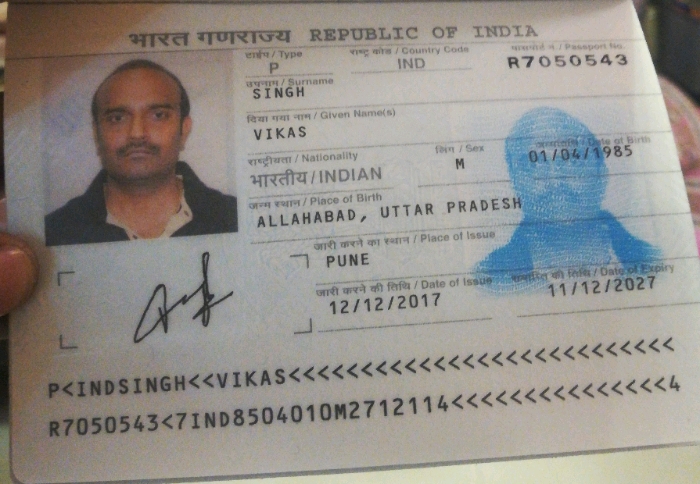 भारत गणराज्य REPUBLIC OF INDIA
टाईप / Type
राष्ट्र कोड / Country Code
पासपोर्ट नं. / Passport No.
P
IND
R7050543
उपनाम / Surname
SINGH
दिया गया नाम / Given Name(s)
VIKAS
राष्ट्रीयता / Nationality
लिंग / Sex
जन्मतिथि / Date of Birth
भारतीय / INDIAN
M
01/04/1985
जन्म स्थान / Place of Birth
ALLAHABAD, UTTAR PRADESH
जारी करने का स्थान / Place of Issue
PUNE
जारी करने की तिथि / Date of Issue
समाप्ति की तिथि / Date of Expiry
12/12/2017
11/12/2027
P<INDSINGH<<VIKAS<<<<<<<<<<<<<<<<<<<<<<<<<<<
R7050543<7IND8504010M2712114<<<<<<<<<<<<<<<4